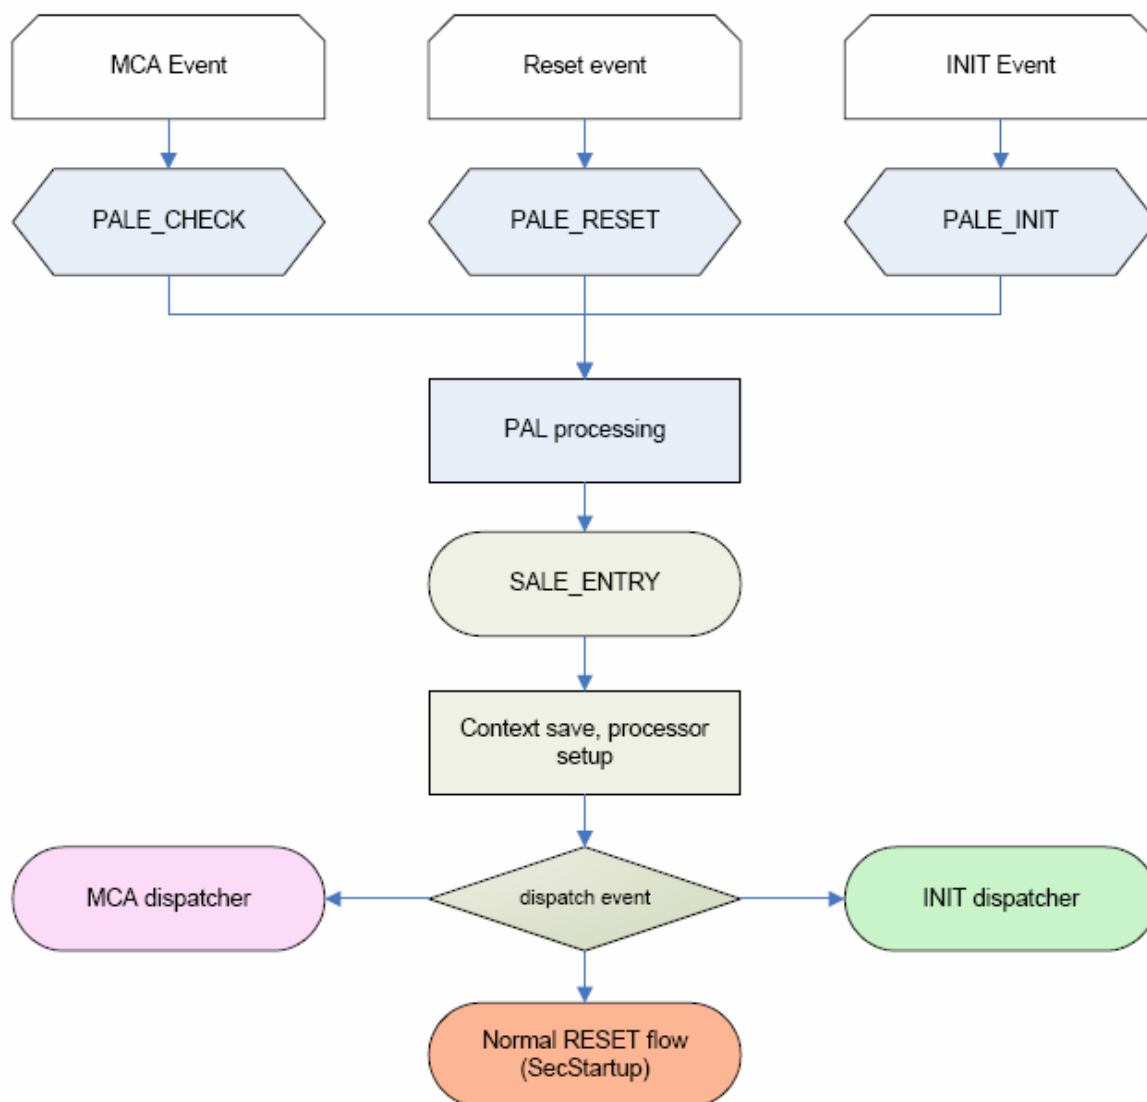 MCA Event
Reset event
INIT Event
PALE_CHECK
PALE_RESET
PALE_INIT
PAL processing
SALE_ENTRY
Context save, processor
setup
MCA dispatcher
dispatch event
INIT dispatcher
Normal RESET flow
(SecStartup)